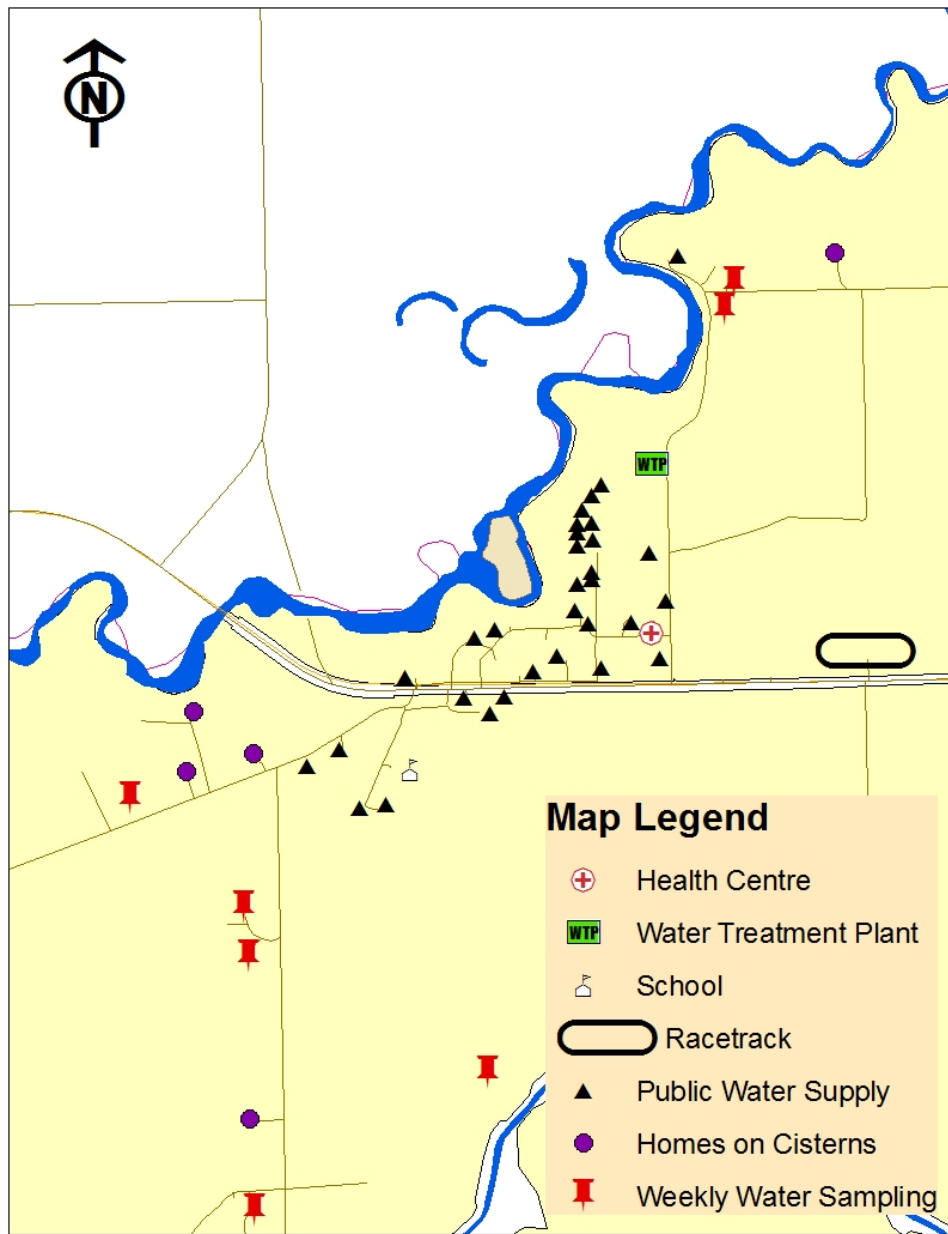 N
WTP
Map Legend
Health Centre
WTP Water Treatment Plant
School
Racetrack
Public Water Supply
Homes on Cisterns
Weekly Water Sampling